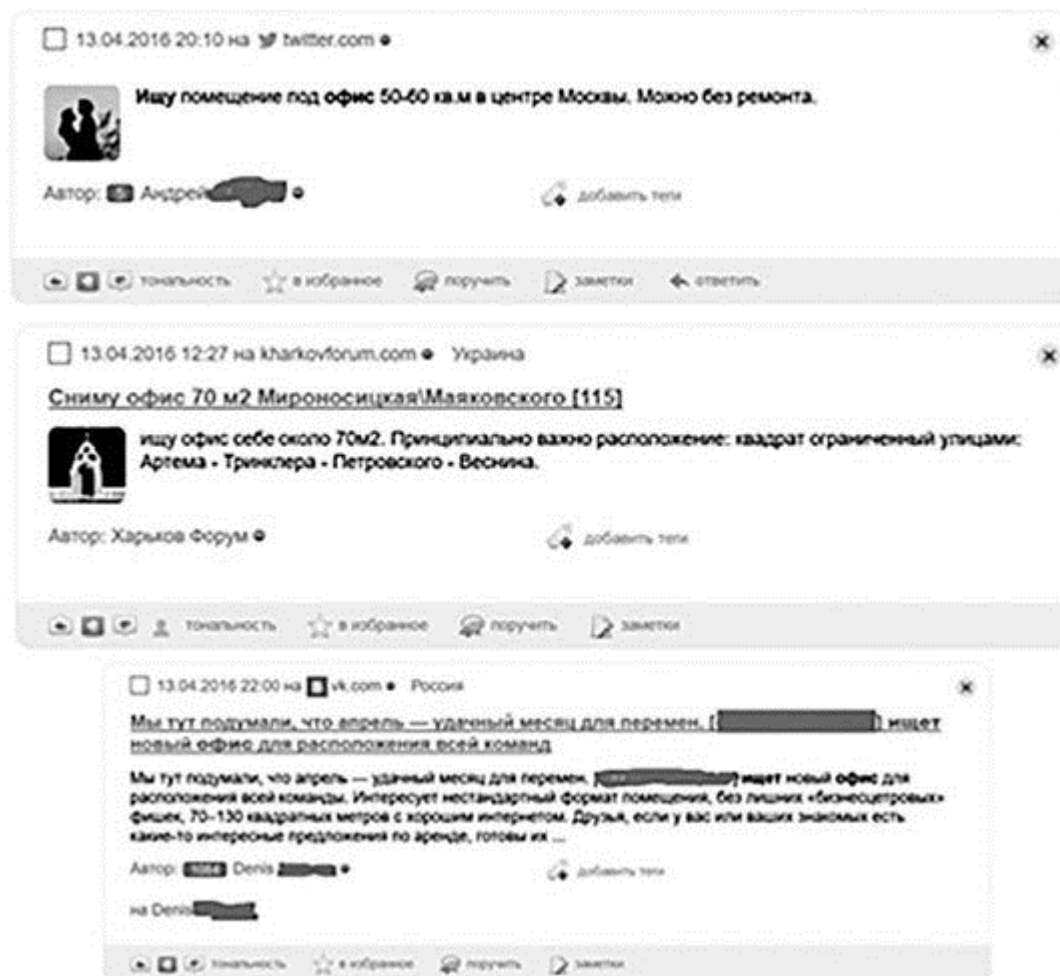 13.04.2016 20:10 на twitter.com
Ищу помещение под офис 50-60 кв.м в центре Москвы. Можно без ремонта.
Автор: 5 Андрей
добавить теги
тональность в избранное поручить заметки ответить
13.04.2016 12:27 на kharkovforum.com Украина
Сниму офис 70 м2 Мироносицкая\Маяковского [115]
ищу офис себе около 70м2. Принципиально важно расположение: квадрат ограниченный улицами:
Артема - Тринклера - Петровского - Веснина.
Автор: Харьков Форум
добавить теги
тональность в избранное поручить заметки
13.04.2016 22:00 на vk.com Россия
Мы тут подумали, что апрель — удачный месяц для перемен. [ ] ищет
новый офис для расположения всей команд
Мы тут подумали, что апрель — удачный месяц для перемен. [ ] ищет новый офис для
расположения всей команды. Интересует нестандартный формат помещения, без лишних «бизнесцетровых»
фишек, 70-130 квадратных метров с хорошим интернетом. Друзья, если у вас или ваших знакомых есть
какие-то интересные предложения по аренде, готовы их ...
Автор: Denis
добавить теги
на Denis
тональность в избранное поручить заметки